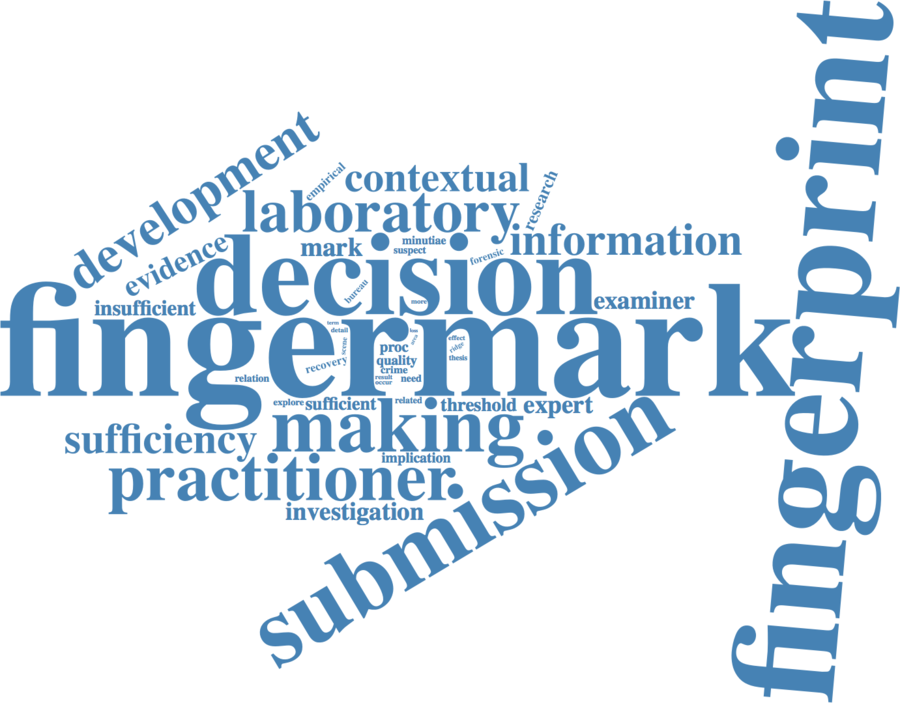 fingerprint
development
empirical
contextual
research
laboratory
evidence
mark
minutiae
suspect
information
forensic
decision
bureau
insufficient
more
examiner
fingermark
term
detail
scene
proc
effect
ridge
thesis
quality
recovery
crime
result
need
occur
relation
explore
sufficient
related
threshold
expert
sufficiency
making
implication
practitioner
submission
investigation